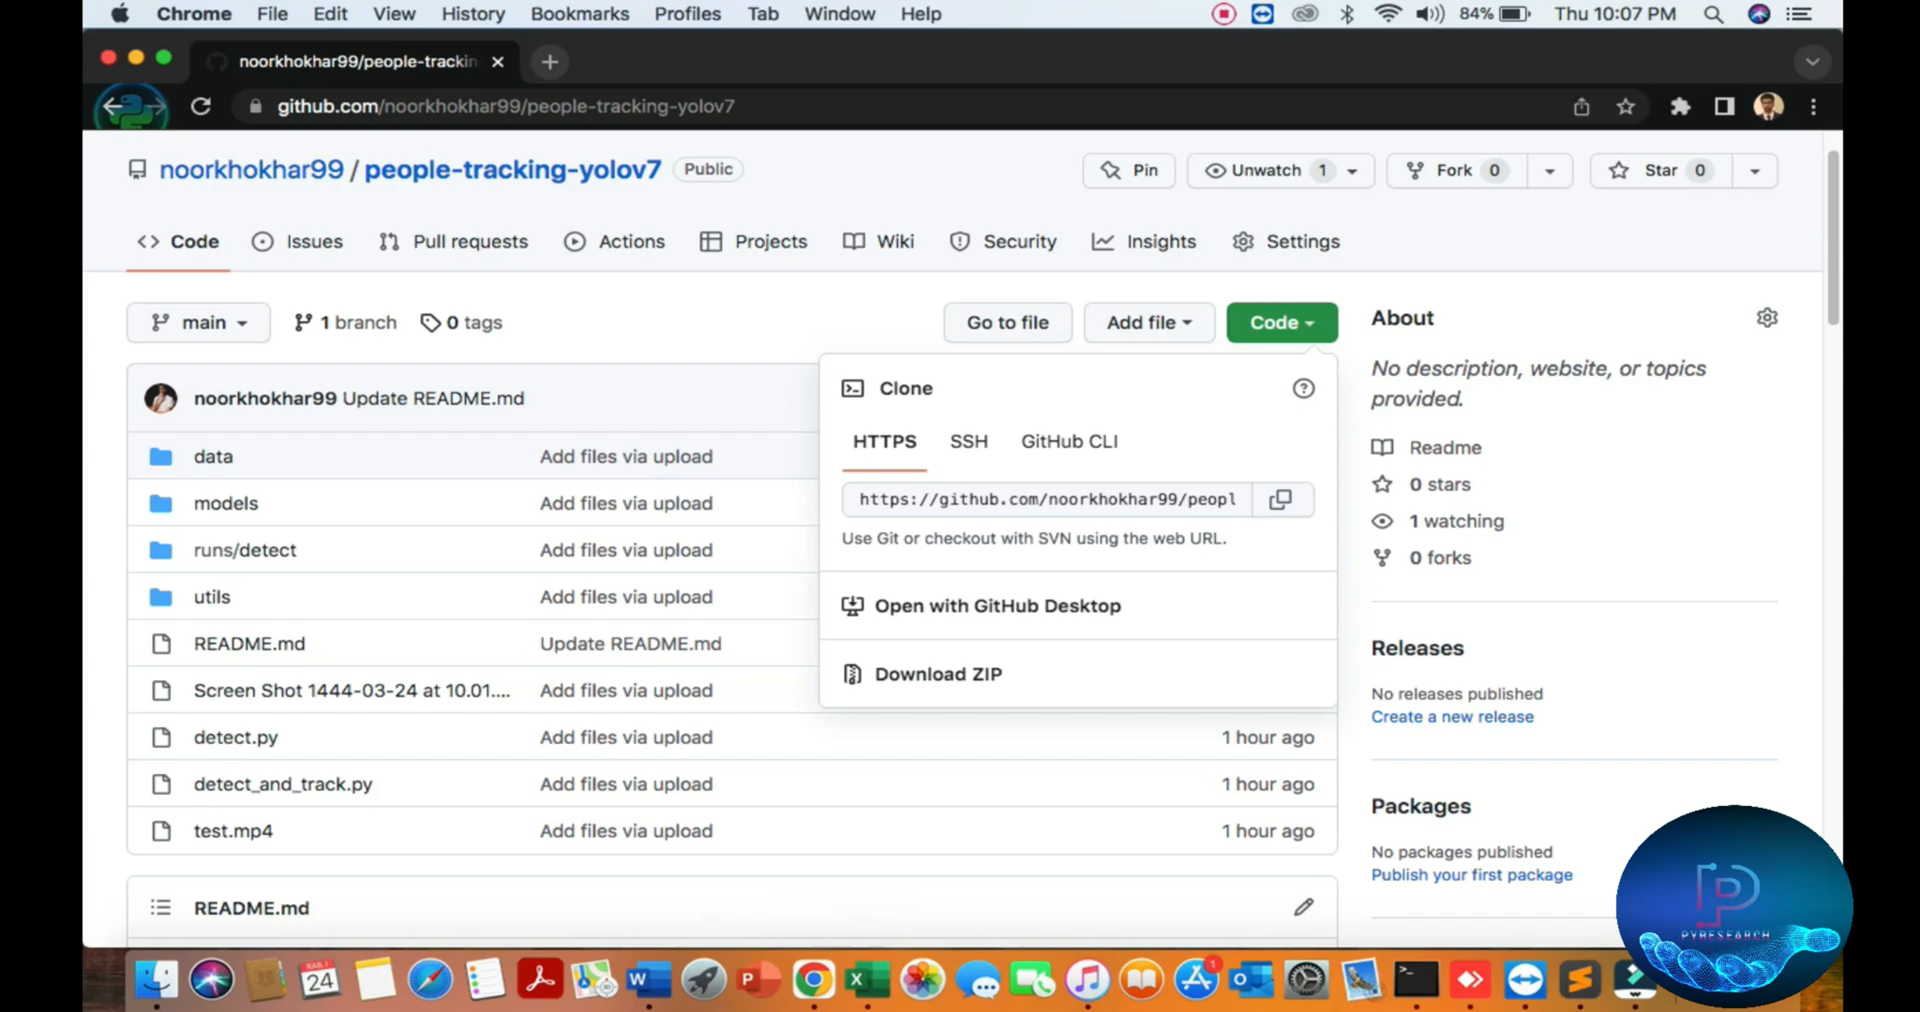 Chrome File Edit View History Bookmarks Profiles Tab Window Help 84% Thu 10:07 PM
noorkhokhar99/people-trackin
github.com/noorkhokhar99/people-tracking-yolov7
noorkhokhar99 / people-tracking-yolov7 Public Pin Unwatch 1 Fork 0 Star 0
Code Issues Pull requests Actions Projects Wiki Security Insights Settings
main 1 branch 0 tags Go to file Add file Code
About
No description, website, or topics
provided.
Readme
0 stars
1 watching
0 forks
Releases
No releases published
Create a new release
Packages
No packages published
Publish your first package
noorkhokhar99 Update README.md
data Add files via upload
models Add files via upload
runs/detect Add files via upload
utils Add files via upload
README.md Update README.md
Screen Shot 1444-03-24 at 10.01.... Add files via upload
detect.py Add files via upload 1 hour ago
detect_and_track.py Add files via upload 1 hour ago
test.mp4 Add files via upload 1 hour ago
Clone
HTTPS SSH GitHub CLI
https://github.com/noorkhokhar99/peopl
Use Git or checkout with SVN using the web URL.
Open with GitHub Desktop
Download ZIP
README.md
PYRESEARCH
24
1